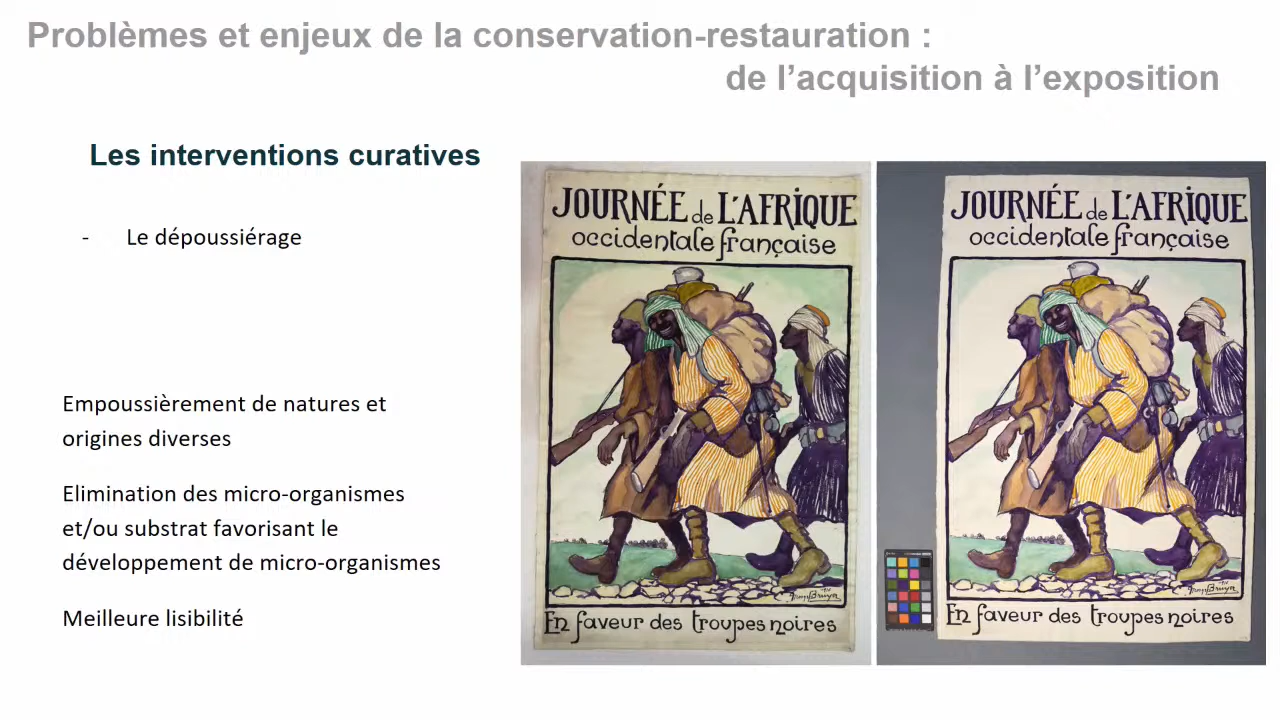 Problèmes et enjeux de la conservation-restauration :
de l’acquisition à l’exposition
Les interventions curatives
- Le dépoussiérage
Empoussièrement de natures et
origines diverses
Elimination des micro-organismes
et/ou substrat favorisant le
développement de micro-organismes
Meilleure lisibilité
JOURNÉE de L'AFRIQUE
occidentale française
En faveur des troupes noires
JOURNÉE de L'AFRIQUE
occidentale française
En faveur des troupes noires